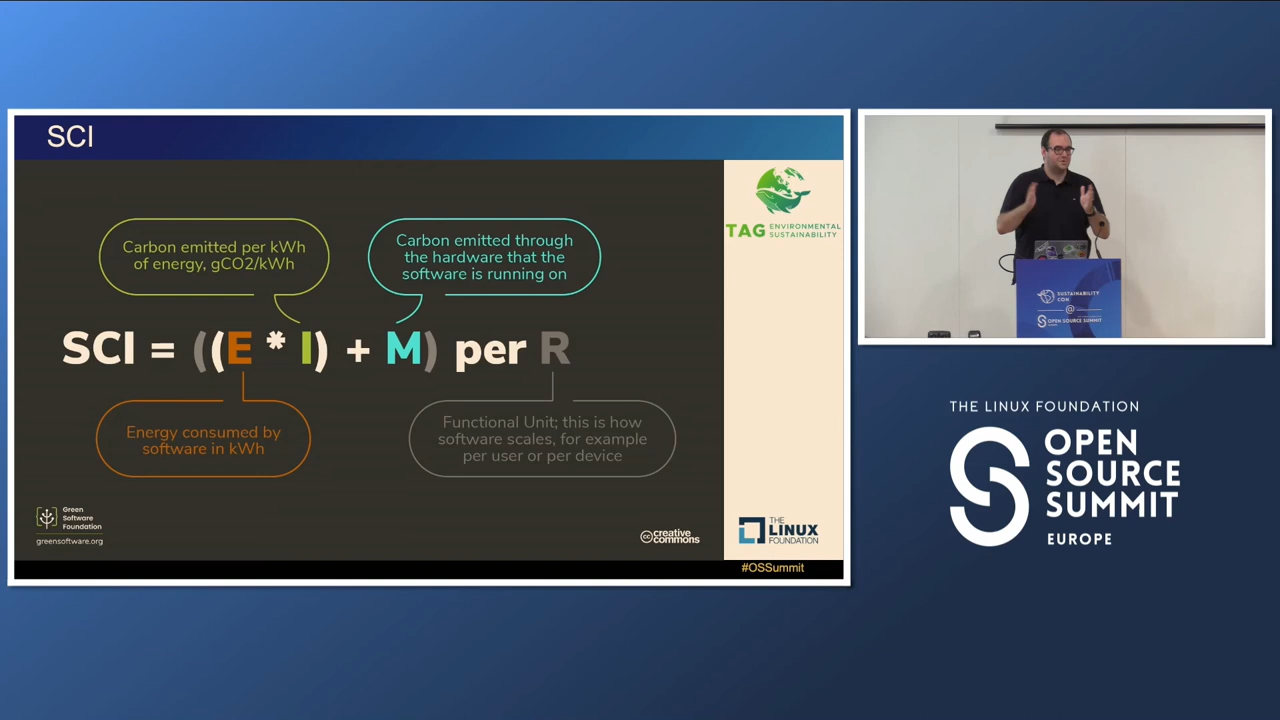 SCI
Carbon emitted per kWh
of energy, gCO2/kWh
Carbon emitted through
the hardware that the
software is running on
SCI = ((E * I) + M) per R
Energy consumed by
software in kWh
Functional Unit; this is how
software scales, for example
per user or per device
Green
Software
Foundation
greensoftware.org
cc creative
commons
TAG ENVIRONMENTAL
SUSTAINABILITY
THE
LINUX
FOUNDATION
#OSSummit
SUSTAINABILITY
CON
@
OPEN SOURCE SUMMIT
THE LINUX FOUNDATION
OPEN
SOURCE
SUMMIT
EUROPE